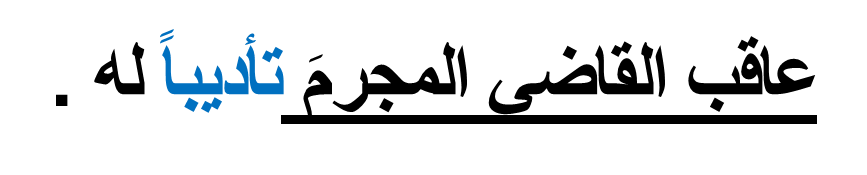 عاقب القاضى المجرمَ تأديباً له .